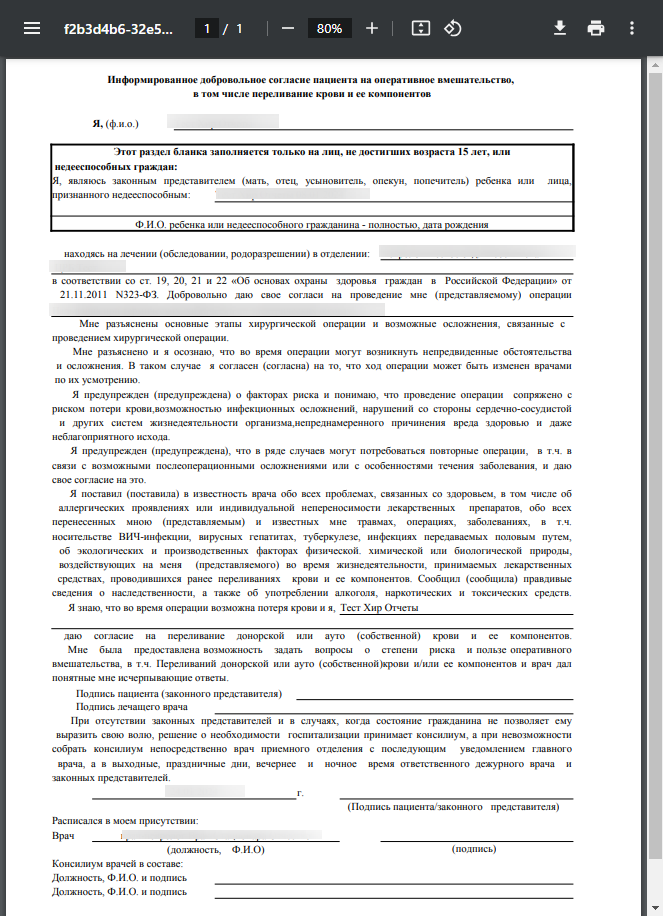 f2b3d4b6-32e5...
1 / 1
80%
Информированное добровольное согласие пациента на оперативное вмешательство,
в том числе переливание крови и ее компонентов
Я, (ф.и.о.)
Этот раздел бланка заполняется только на лиц, не достигших возраста 15 лет, или
недееспособных граждан:
Я, являюсь законным представителем (мать, отец, усыновитель, опекун, попечитель) ребенка или лица,
признанного недееспособным:
Ф.И.О. ребенка или недееспособного гражданина - полностью, дата рождения
находясь на лечении (обследовании, родоразрешении) в отделении:
в соответствии со ст. 19, 20, 21 и 22 «Об основах охраны здоровья граждан в Российской Федерации» от
21.11.2011 N323-ФЗ. Добровольно даю свое согласи на проведение мне (представляемому) операции
Мне разъяснены основные этапы хирургической операции и возможные осложнения, связанные с
проведением хирургической операции.
Мне разъяснено и я осознаю, что во время операции могут возникнуть непредвиденные обстоятельства
и осложнения. В таком случае я согласен (согласна) на то, что ход операции может быть изменен врачами
по их усмотрению.
Я предупрежден (предупреждена) о факторах риска и понимаю, что проведение операции сопряжено с
риском потери крови,возможностью инфекционных осложнений, нарушений со стороны сердечно-сосудистой
и других систем жизнедеятельности организма,непреднамеренного причинения вреда здоровью и даже
неблагоприятного исхода.
Я предупрежден (предупреждена), что в ряде случаев могут потребоваться повторные операции, в т.ч. в
связи с возможными послеоперационными осложнениями или с особенностями течения заболевания, и даю
свое согласие на это.
Я поставил (поставила) в известность врача обо всех проблемах, связанных со здоровьем, в том числе об
аллергических проявлениях или индивидуальной непереносимости лекарственных препаратов, обо всех
перенесенных мною (представляемым) и известных мне травмах, операциях, заболеваниях, в т.ч.
носительстве ВИЧ-инфекции, вирусных гепатитах, туберкулезе, инфекциях передаваемых половым путем,
об экологических и производственных факторах физической. химической или биологической природы,
воздействующих на меня (представляемого) во время жизнедеятельности, принимаемых лекарственных
средствах, проводившихся ранее переливаниях крови и ее компонентов. Сообщил (сообщила) правдивые
сведения о наследственности, а также об употреблении алкоголя, наркотических и токсических средств.
Я знаю, что во время операции возможна потеря крови и я, Тест Хир Отчеты
даю согласие на переливание донорской или ауто (собственной) крови и ее компонентов.
Мне была предоставлена возможность задать вопросы о степени риска и пользе оперативного
вмешательства, в т.ч. Переливаний донорской или ауто (собственной)крови и/или ее компонентов и врач дал
понятные мне исчерпывающие ответы.
Подпись пациента (законного представителя)
Подпись лечащего врача
При отсутствии законных представителей и в случаях, когда состояние гражданина не позволяет ему
выразить свою волю, решение о необходимости госпитализации принимает консилиум, а при невозможности
собрать консилиум непосредственно врач приемного отделения с последующим уведомлением главного
врача, а в выходные, праздничные дни, вечернее и ночное время ответственного дежурного врача и
законных представителей.
г.
(Подпись пациента/законного представителя)
Расписался в моем присутствии:
Врач
(должность, Ф.И.О) (подпись)
Консилиум врачей в составе:
Должность, Ф.И.О. и подпись
Должность, Ф.И.О. и подпись